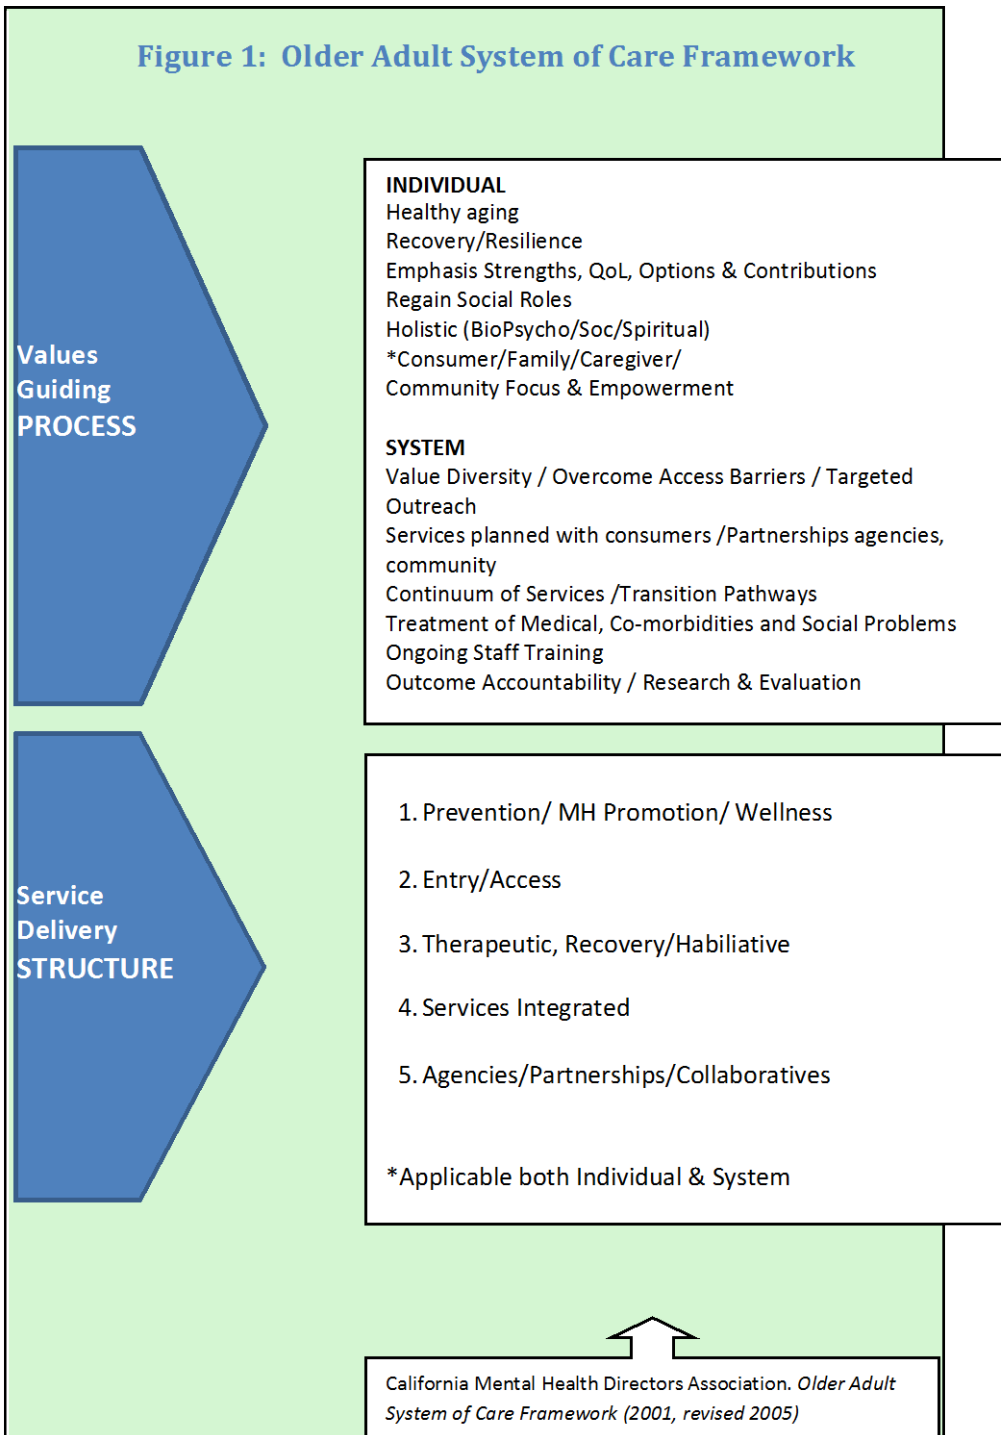 Figure 1: Older Adult System of Care Framework
Values
Guiding
PROCESS
INDIVIDUAL
Healthy aging
Recovery/Resilience
Emphasis Strengths, QoL, Options & Contributions
Regain Social Roles
Holistic (BioPsycho/Soc/Spiritual)
*Consumer/Family/Caregiver/
Community Focus & Empowerment
SYSTEM
Value Diversity / Overcome Access Barriers / Targeted
Outreach
Services planned with consumers /Partnerships agencies,
community
Continuum of Services /Transition Pathways
Treatment of Medical, Co-morbidities and Social Problems
Ongoing Staff Training
Outcome Accountability / Research & Evaluation
Service
Delivery
STRUCTURE
1. Prevention/ MH Promotion/ Wellness
2. Entry/Access
3. Therapeutic, Recovery/Habiliative
4. Services Integrated
5. Agencies/Partnerships/Collaboratives
*Applicable both Individual & System
California Mental Health Directors Association. Older Adult
System of Care Framework (2001, revised 2005)